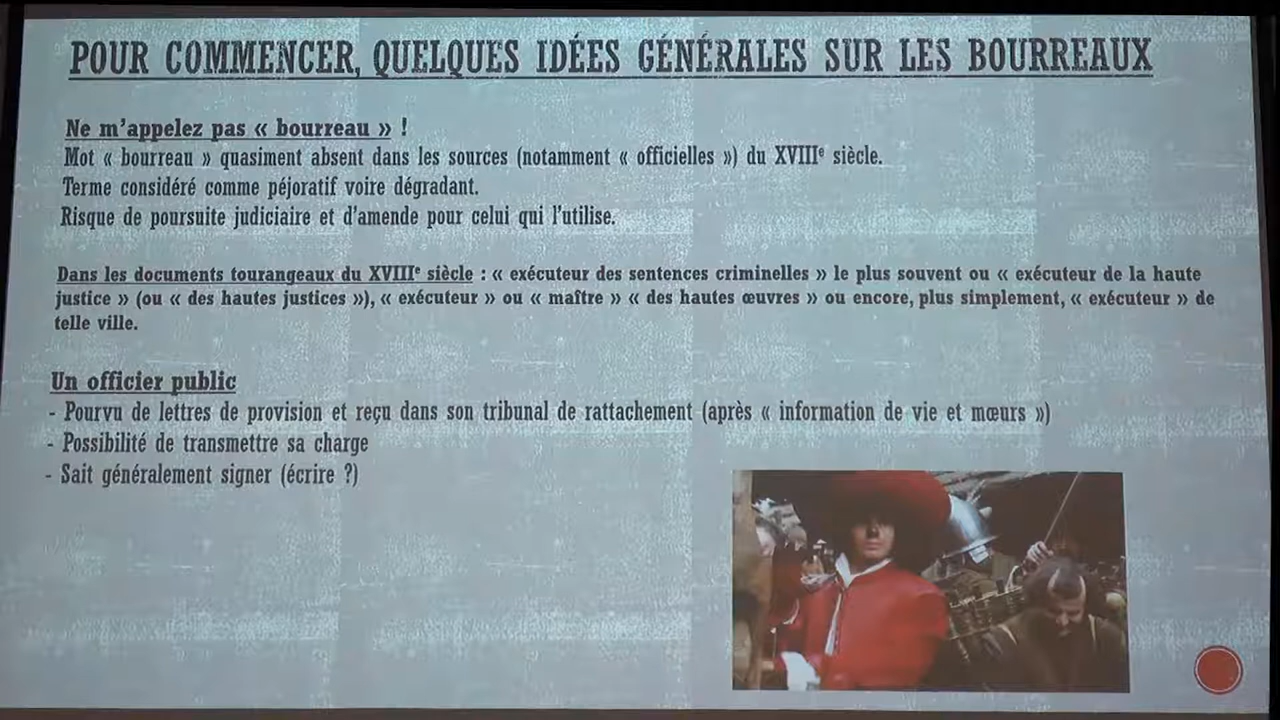 POUR COMMENCER, QUELQUES IDÉES GÉNÉRALES SUR LES BOURREAUX
Ne m'appelez pas « bourreau » !
Mot « bourreau » quasiment absent dans les sources (notamment « officielles ») du XVIIIe siècle.
Terme considéré comme péjoratif voire dégradant.
Risque de poursuite judiciaire et d'amende pour celui qui l'utilise.
Dans les documents tourangeaux du XVIIIe siècle : « exécuteur des sentences criminelles » le plus souvent ou « exécuteur de la haute
justice » (ou « des hautes justices »), « exécuteur » ou « maître » « des hautes œuvres » ou encore, plus simplement, « exécuteur » de
telle ville.
Un officier public
- Pourvu de lettres de provision et reçu dans son tribunal de rattachement (après « information de vie et mœurs »)
- Possibilité de transmettre sa charge
- Sait généralement signer (écrire ?)